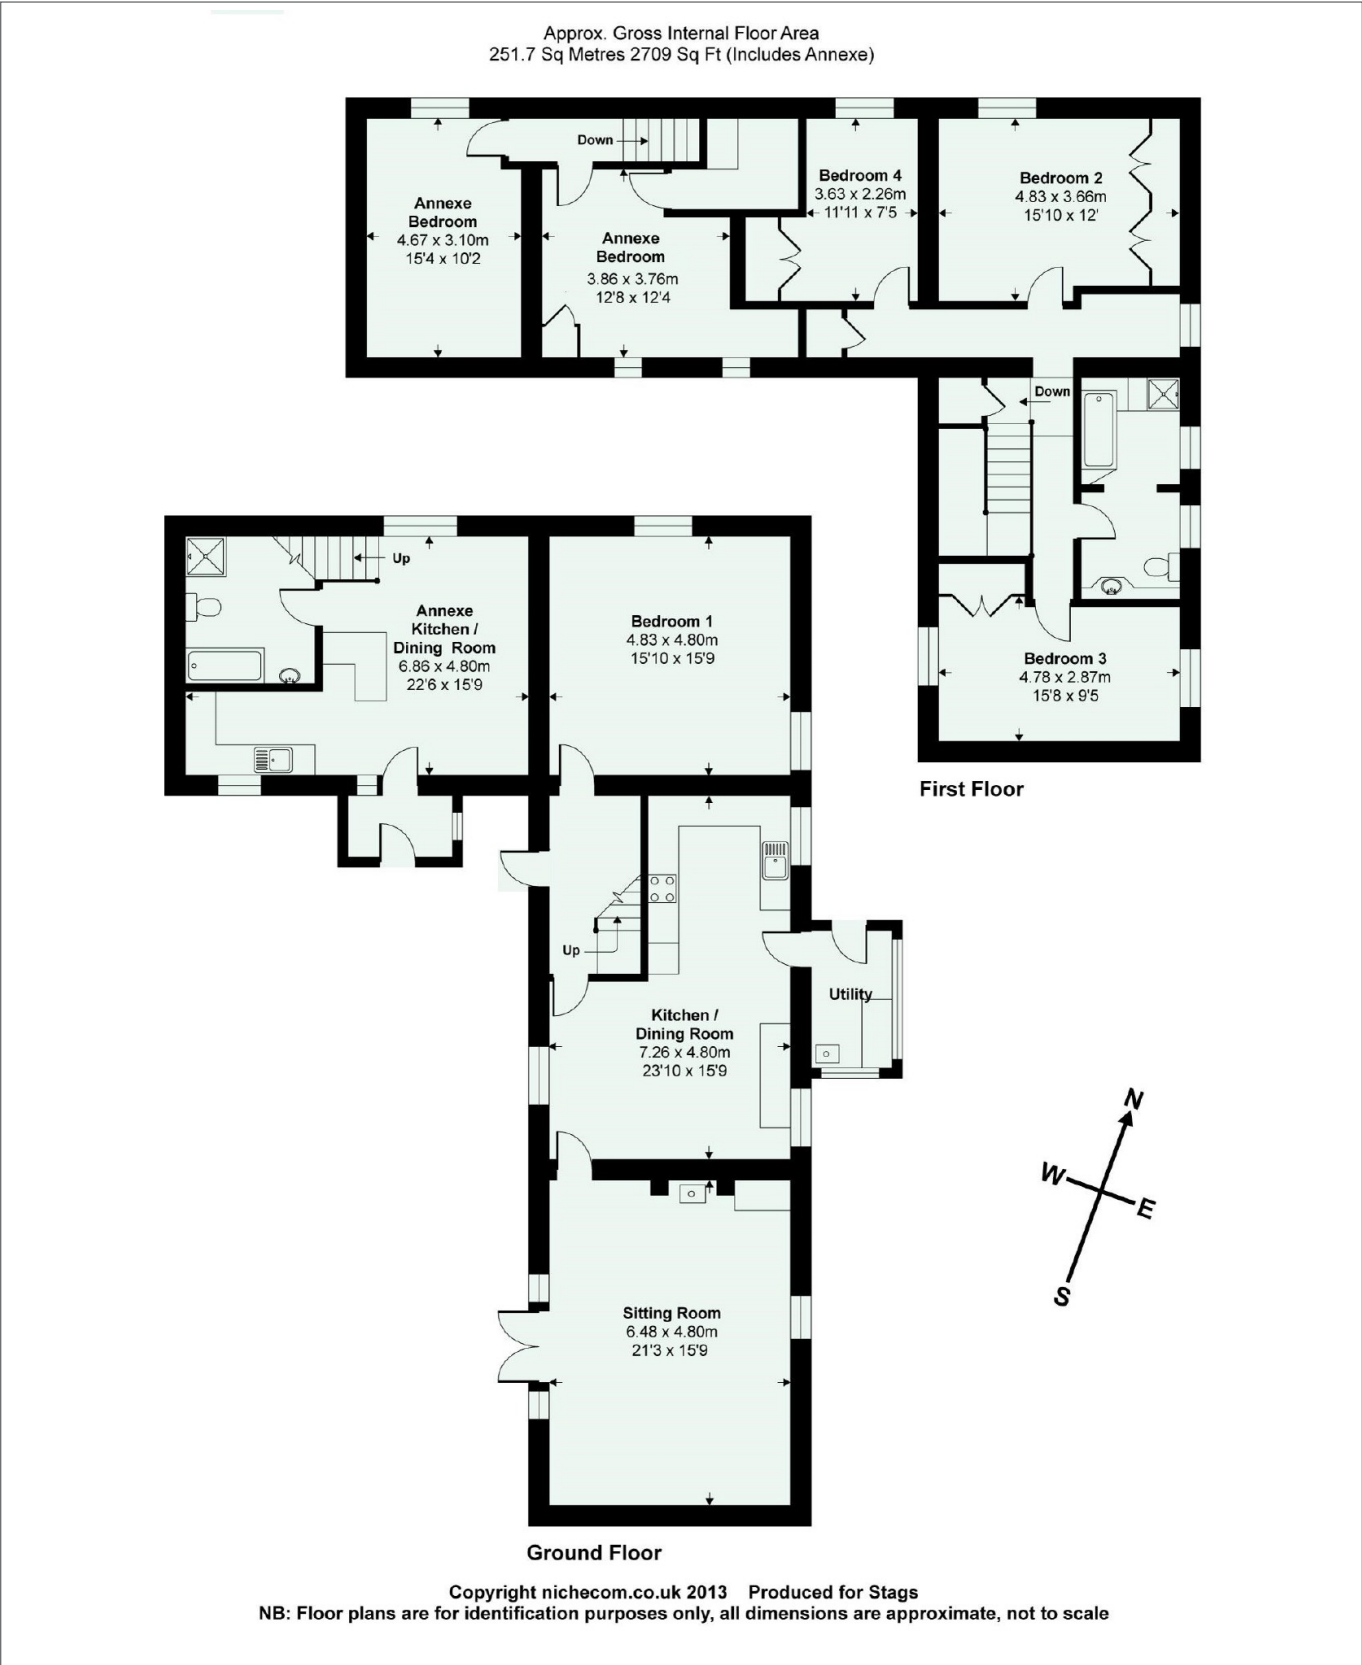 Approx. Gross Internal Floor Area
251.7 Sq Metres 2709 Sq Ft (Includes Annexe)
Down
Annexe
Bedroom
4.67 x 3.10m
15'4 x 10'2
Annexe
Bedroom
3.86 x 3.76m
12'8 x 12'4
Bedroom 4
3.63 x 2.26m
11'11 x 7'5
Bedroom 2
4.83 x 3.66m
15'10 x 12'
Down
Bedroom 3
4.78 x 2.87m
15'8 x 9'5
First Floor
Up
Annexe
Kitchen /
Dining Room
6.86 x 4.80m
22'6 x 15'9
Bedroom 1
4.83 x 4.80m
15'10 x 15'9
Up
Utility
Kitchen /
Dining Room
7.26 x 4.80m
23'10 x 15'9
N
W
E
S
Sitting Room
6.48 x 4.80m
21'3 x 15'9
Ground Floor
Copyright nichecom.co.uk 2013 Produced for Stags
NB: Floor plans are for identification purposes only, all dimensions are approximate, not to scale